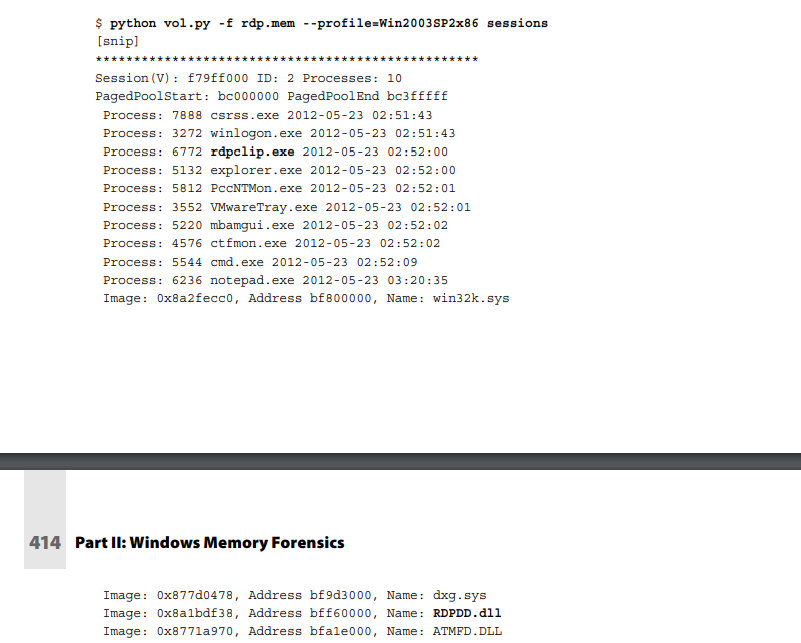 $ python vol.py -f rdp.mem --profile=Win2003SP2x86 sessions
[snip]
**************************************************
Session(V): f79ff000 ID: 2 Processes: 10
PagedPoolStart: bc000000 PagedPoolEnd bc3fffff
Process: 7888 csrss.exe 2012-05-23 02:51:43
Process: 3272 winlogon.exe 2012-05-23 02:51:43
Process: 6772 rdpclip.exe 2012-05-23 02:52:00
Process: 5132 explorer.exe 2012-05-23 02:52:00
Process: 5812 PccNTMon.exe 2012-05-23 02:52:01
Process: 3552 VMwareTray.exe 2012-05-23 02:52:01
Process: 5220 mbamgui.exe 2012-05-23 02:52:02
Process: 4576 ctfmon.exe 2012-05-23 02:52:02
Process: 5544 cmd.exe 2012-05-23 02:52:09
Process: 6236 notepad.exe 2012-05-23 03:20:35
Image: 0x8a2fecc0, Address bf800000, Name: win32k.sys
414 Part II: Windows Memory Forensics
Image: 0x877d0478, Address bf9d3000, Name: dxg.sys
Image: 0x8a1bdf38, Address bff60000, Name: RDPDD.dll
Image: 0x8771a970, Address bfa1e000, Name: ATMFD.DLL